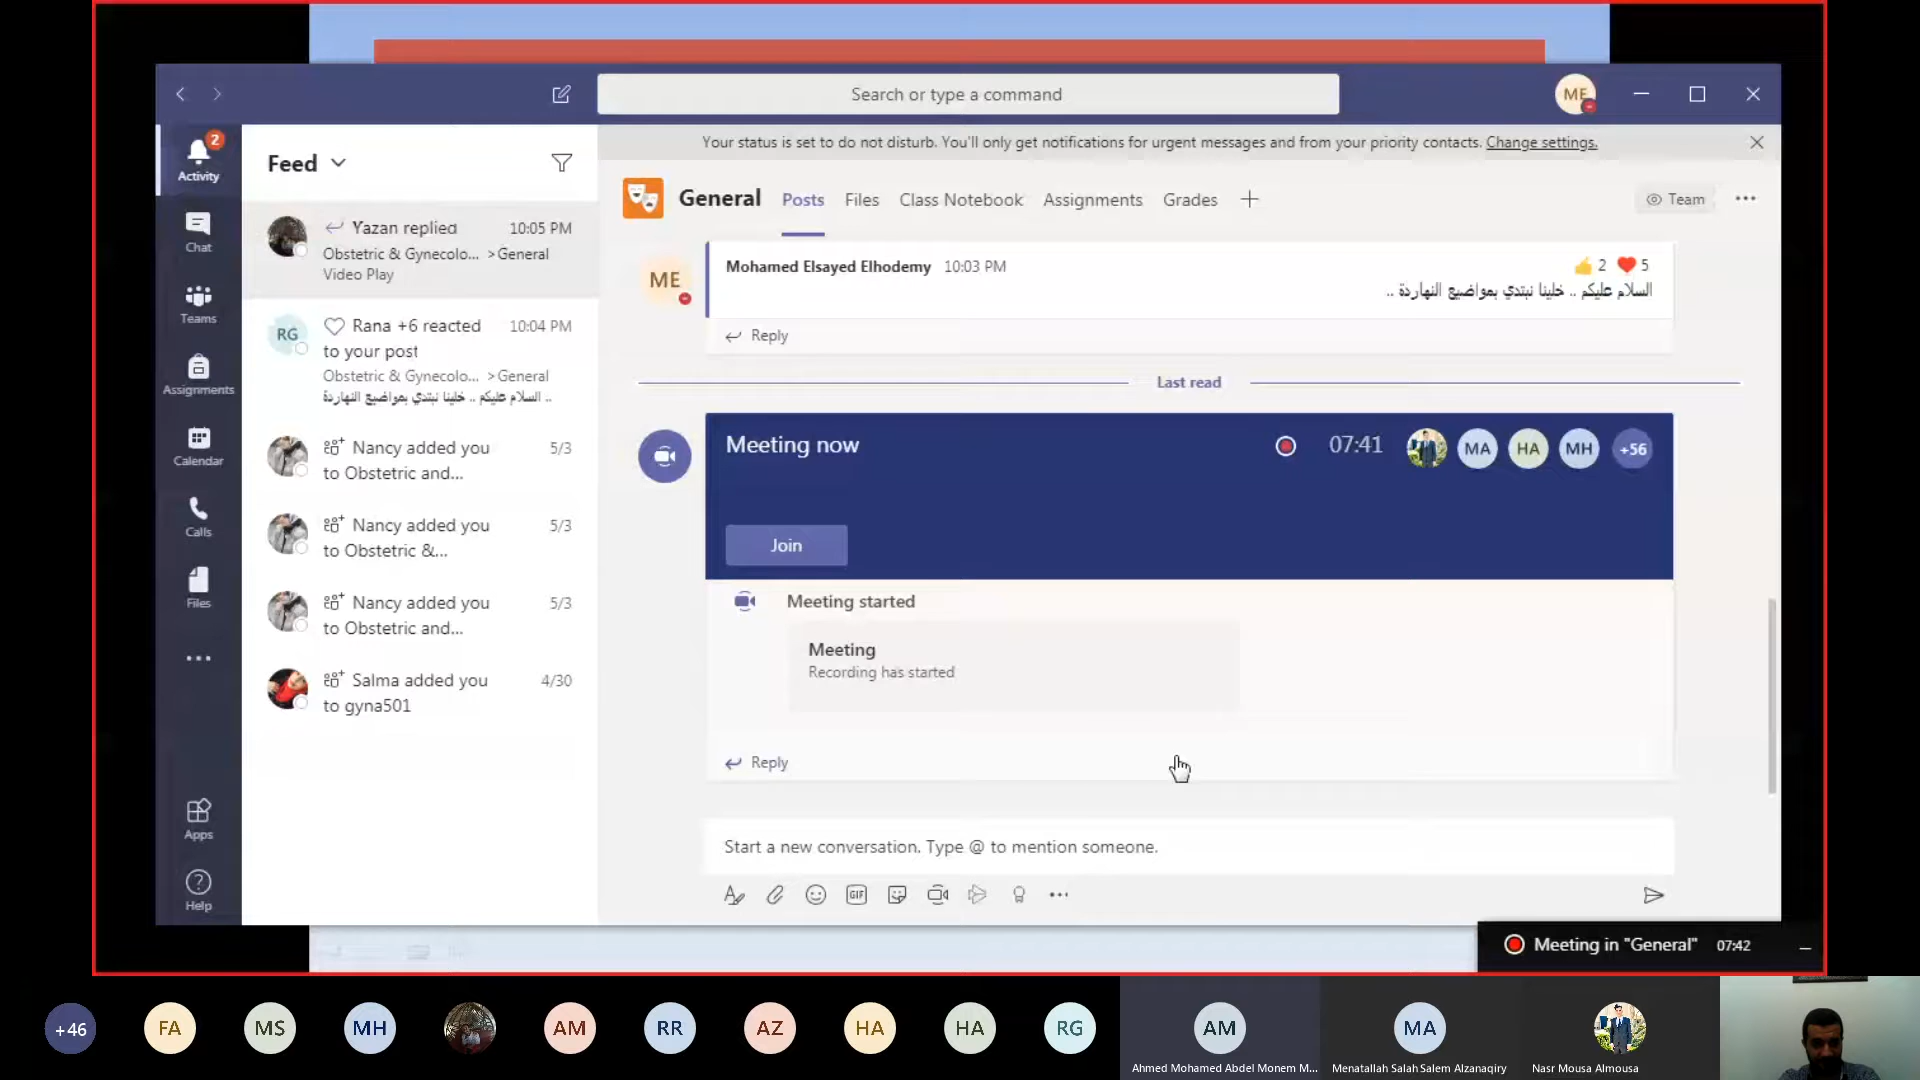 Search or type a command
ME
Your status is set to do not disturb. You'll only get notifications for urgent messages and from your priority contacts. Change settings.
2
Activity
Chat
Teams
Assignments
Calendar
Calls
Files
Apps
Help
Feed
Yazan replied 10:05 PM
Obstetric & Gynecolo... >General
Video Play
RG
Rana +6 reacted 10:04 PM
to your post
Obstetric & Gynecolo... >General
السلام عليكم .. خلينا نبتدي بمواضيع النهاردة ..
Nancy added you 5/3
to Obstetric and...
Nancy added you 5/3
to Obstetric &...
Nancy added you 5/3
to Obstetric and...
Salma added you 4/30
to gyna501
General Posts Files Class Notebook Assignments Grades
Team
ME
Mohamed Elsayed Elhodemy 10:03 PM
2 5
السلام عليكم .. خلينا نبتدي بمواضيع النهاردة ..
Reply
Last read
Meeting now
07:41
MA HA MH +56
Join
Meeting started
Meeting
Recording has started
Reply
Start a new conversation. Type @ to mention someone.
GIF
Meeting in "General" 07:42
+46 FA MS MH AM RR AZ HA HA RG AM MA
Ahmed Mohamed Abdel Monem M... Menatallah Salah Salem Alzanaqiry Nasr Mousa Almousa